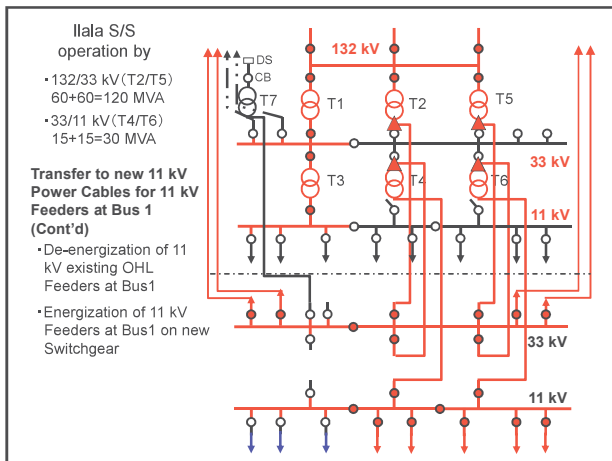 Ilala S/S
operation by
・132/33 kV(T2/T5)
60+60=120 MVA
・33/11 kV(T4/T6)
15+15=30 MVA
Transfer to new 11 kV
Power Cables for 11 kV
Feeders at Bus 1
(Cont'd)
・De-energization of 11
kV existing OHL
Feeders at Bus1
・Energization of 11 kV
Feeders at Bus1 on new
Switchgear
132 kV
DS
CB
T7
T1
T2
T5
33 kV
T3
T4
T6
11 kV
33 kV
11 kV